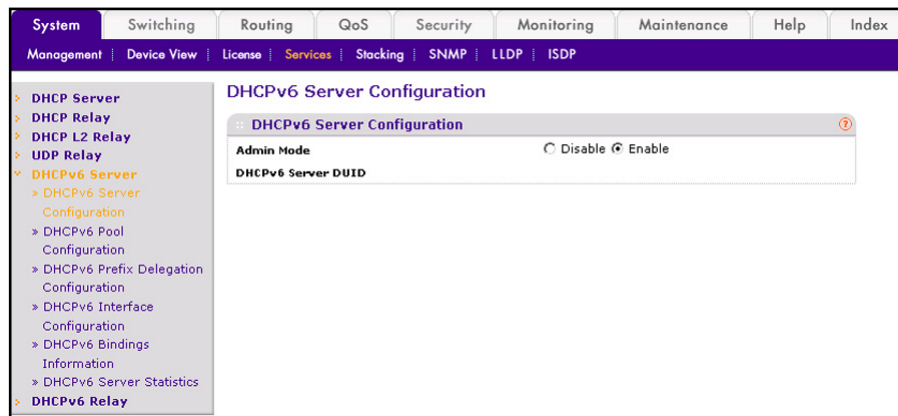 System Switching Routing QoS Security Monitoring Maintenance Help Index
Management Device View License Services Stacking SNMP LLDP ISDP
DHCP Server
DHCP Relay
DHCP L2 Relay
UDP Relay
DHCPv6 Server
» DHCPv6 Server
Configuration
» DHCPv6 Pool
Configuration
» DHCPv6 Prefix Delegation
Configuration
» DHCPv6 Interface
Configuration
» DHCPv6 Bindings
Information
» DHCPv6 Server Statistics
DHCPv6 Relay
DHCPv6 Server Configuration
DHCPv6 Server Configuration ?
Admin Mode Disable Enable
DHCPv6 Server DUID